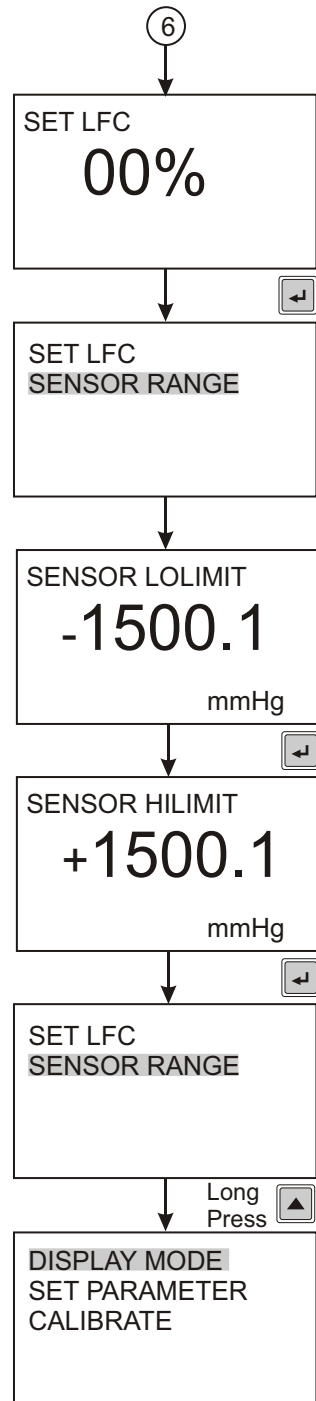 6
SET LFC
00%
SET LFC
SENSOR RANGE
SENSOR LOLIMIT
-1500.1
mmHg
SENSOR HILIMIT
+1500.1
mmHg
SET LFC
SENSOR RANGE
Long
Press
DISPLAY MODE
SET PARAMETER
CALIBRATE